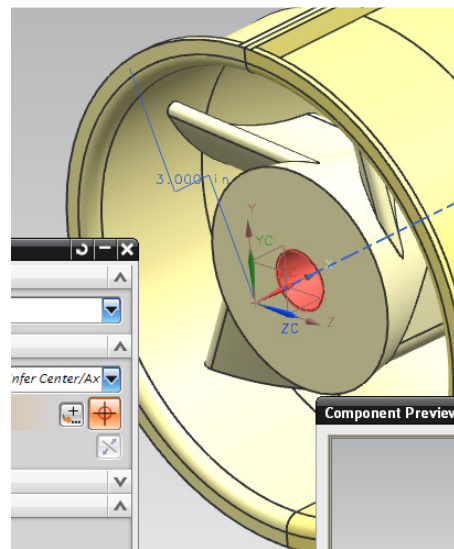 3.000 in
Y
YC
X
Z
ZC
nfer Center/Ax
Component Preview